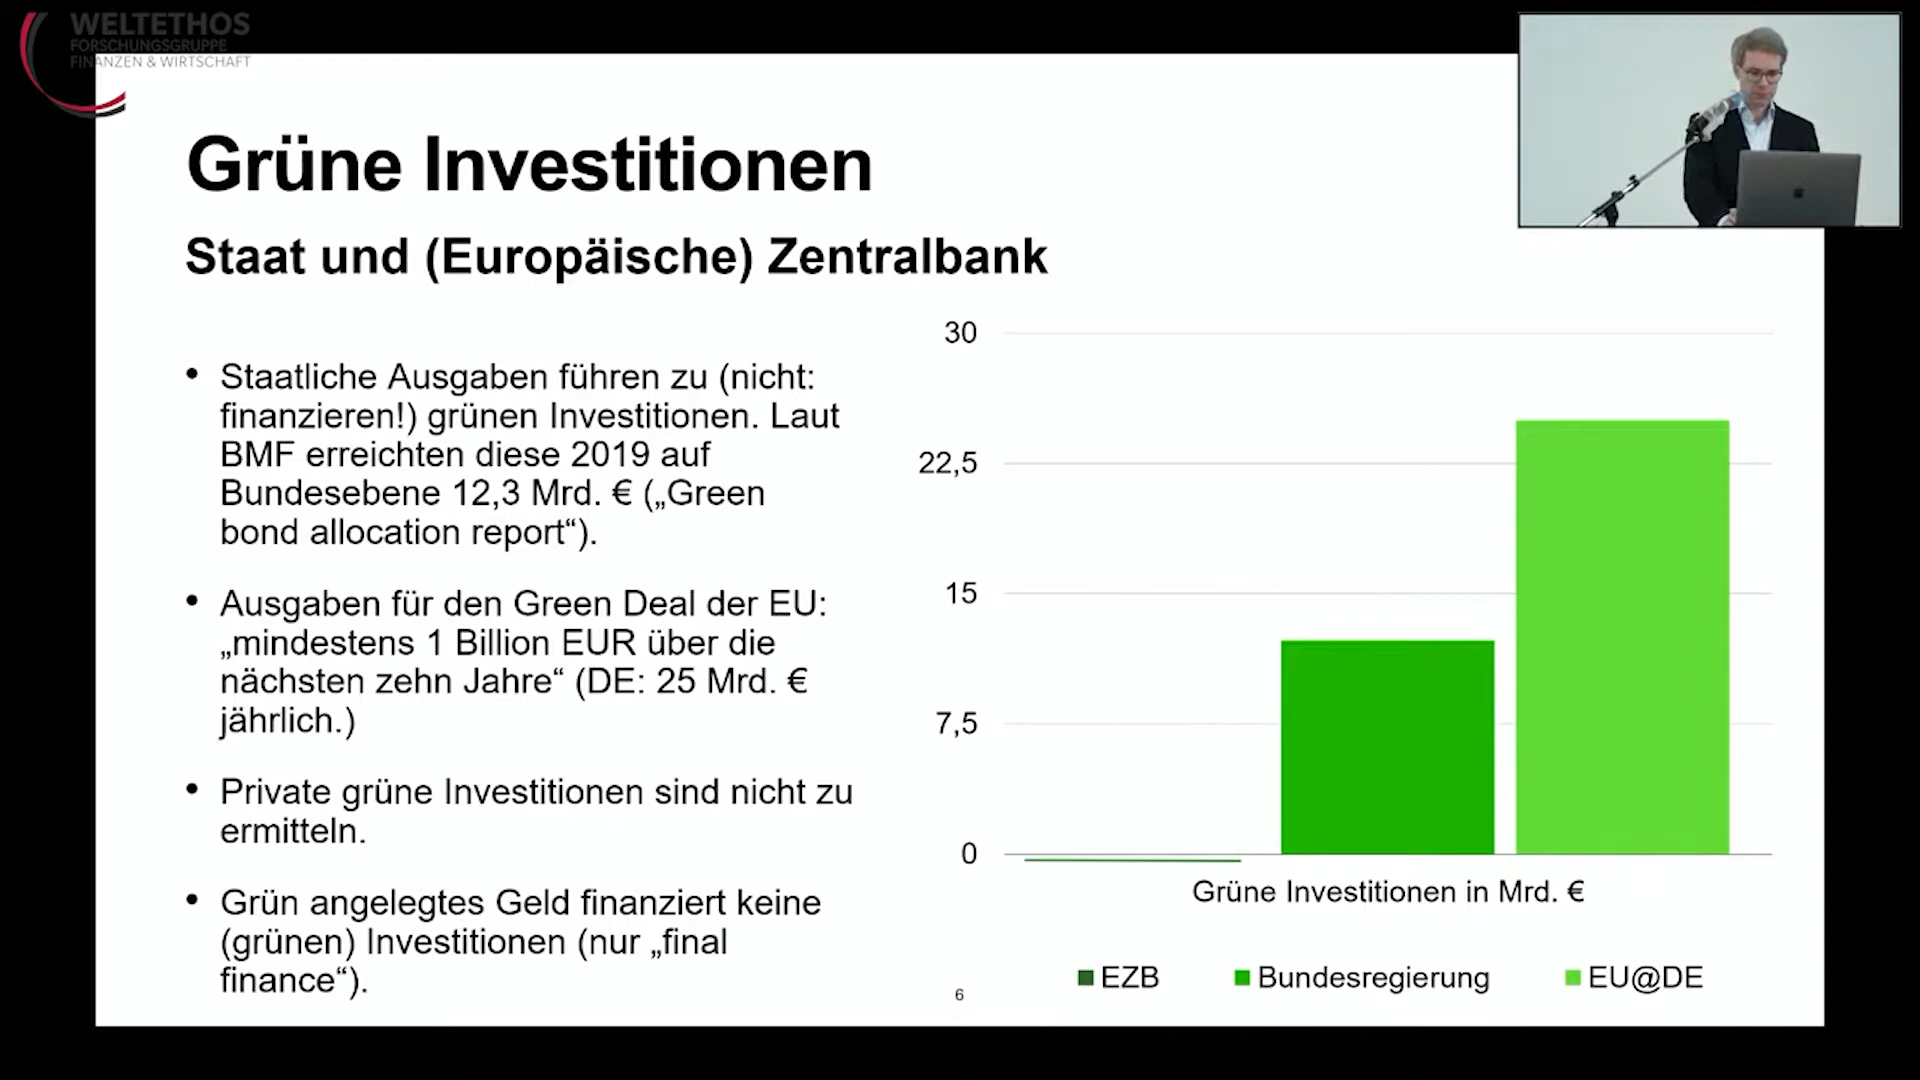 WELTETHOS
FORSCHUNGSGRUPPE
FINANZEN & WIRTSCHAFT
Grüne Investitionen
Staat und (Europäische) Zentralbank
• Staatliche Ausgaben führen zu (nicht:
finanzieren!) grünen Investitionen. Laut
BMF erreichten diese 2019 auf
Bundesebene 12,3 Mrd. € („Green
bond allocation report“).
• Ausgaben für den Green Deal der EU:
„mindestens 1 Billion EUR über die
nächsten zehn Jahre“ (DE: 25 Mrd. €
jährlich.)
• Private grüne Investitionen sind nicht zu
ermitteln.
• Grün angelegtes Geld finanziert keine
(grünen) Investitionen (nur „final
finance“).
30
22,5
15
7,5
0
Grüne Investitionen in Mrd. €
EZB Bundesregierung EU@DE
6